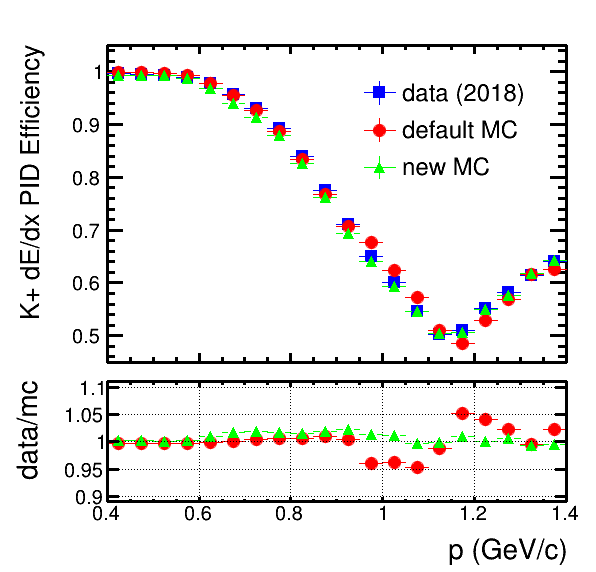 K+ dE/dx PID Efficiency
1
0.9
0.8
0.7
0.6
0.5
data (2018)
default MC
new MC
data/mc
1.1
1.05
1
0.95
0.9
0.4
0.6
0.8
1
1.2
1.4
p (GeV/c)